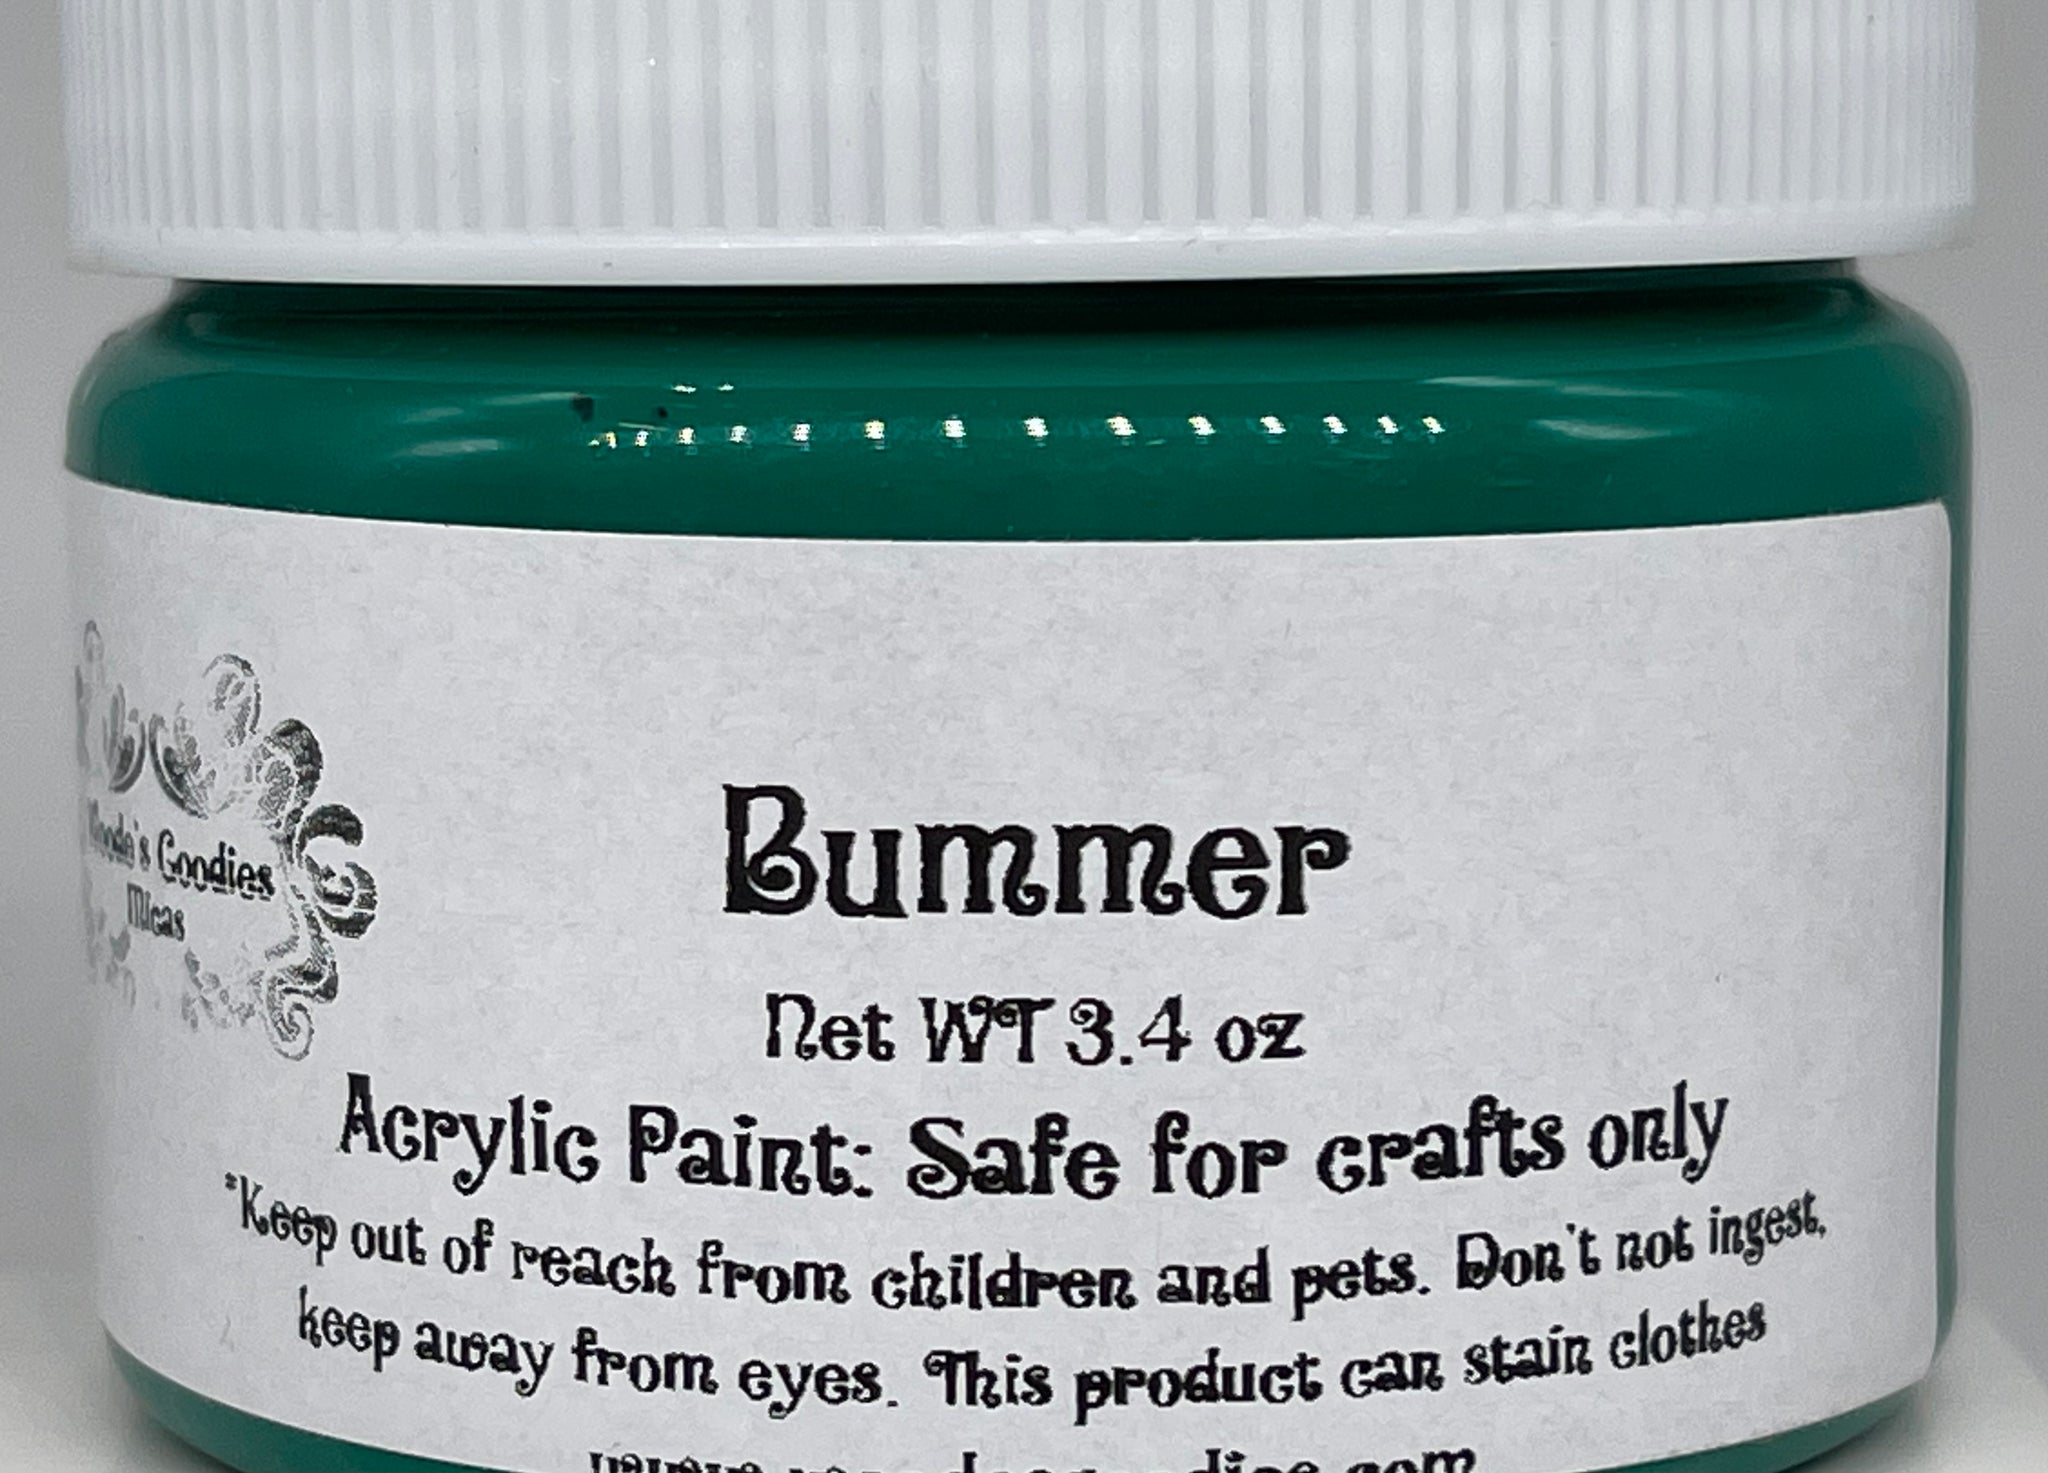 Goodies
Micas
Bummer
Net WT 3.4 oz
Acrylic Paint: Safe for crafts only
*Keep out of reach from children and pets. Don't not ingest,
keep away from eyes. This product can stain clothes